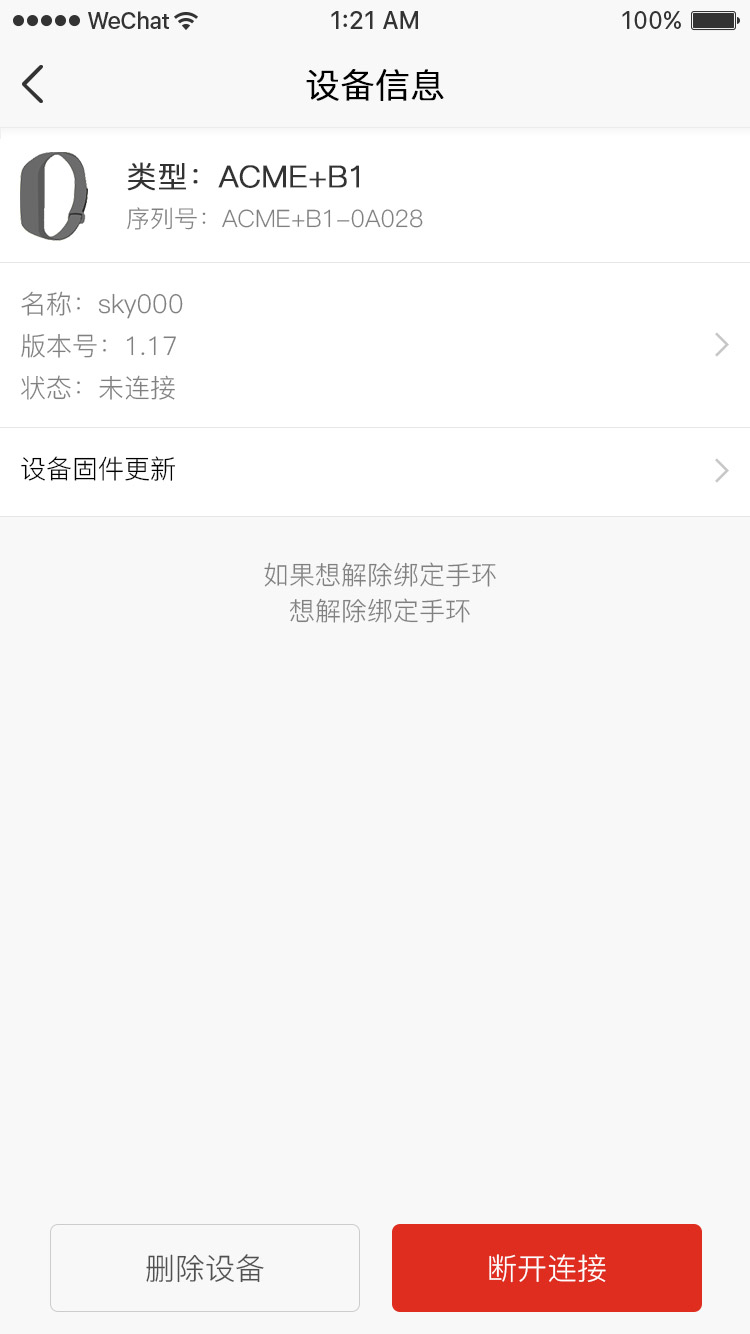 WeChat 1:21 AM 100%
设备信息
类型：ACME+B1
序列号：ACME+B1-0A028
名称：sky000
版本号：1.17
状态：未连接
设备固件更新
如果想解除绑定手环
想解除绑定手环
删除设备
断开连接